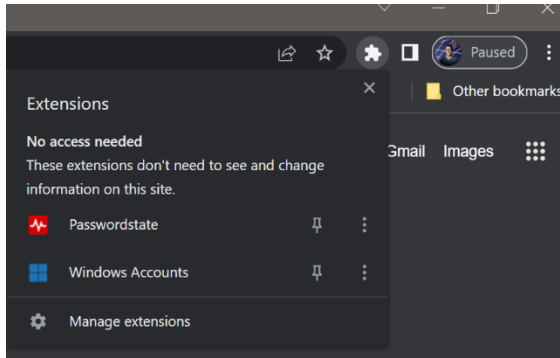 Paused
Extensions
Other bookmarks
No access needed
These extensions don't need to see and change
information on this site.
Gmail Images
Passwordstate
Windows Accounts
Manage extensions